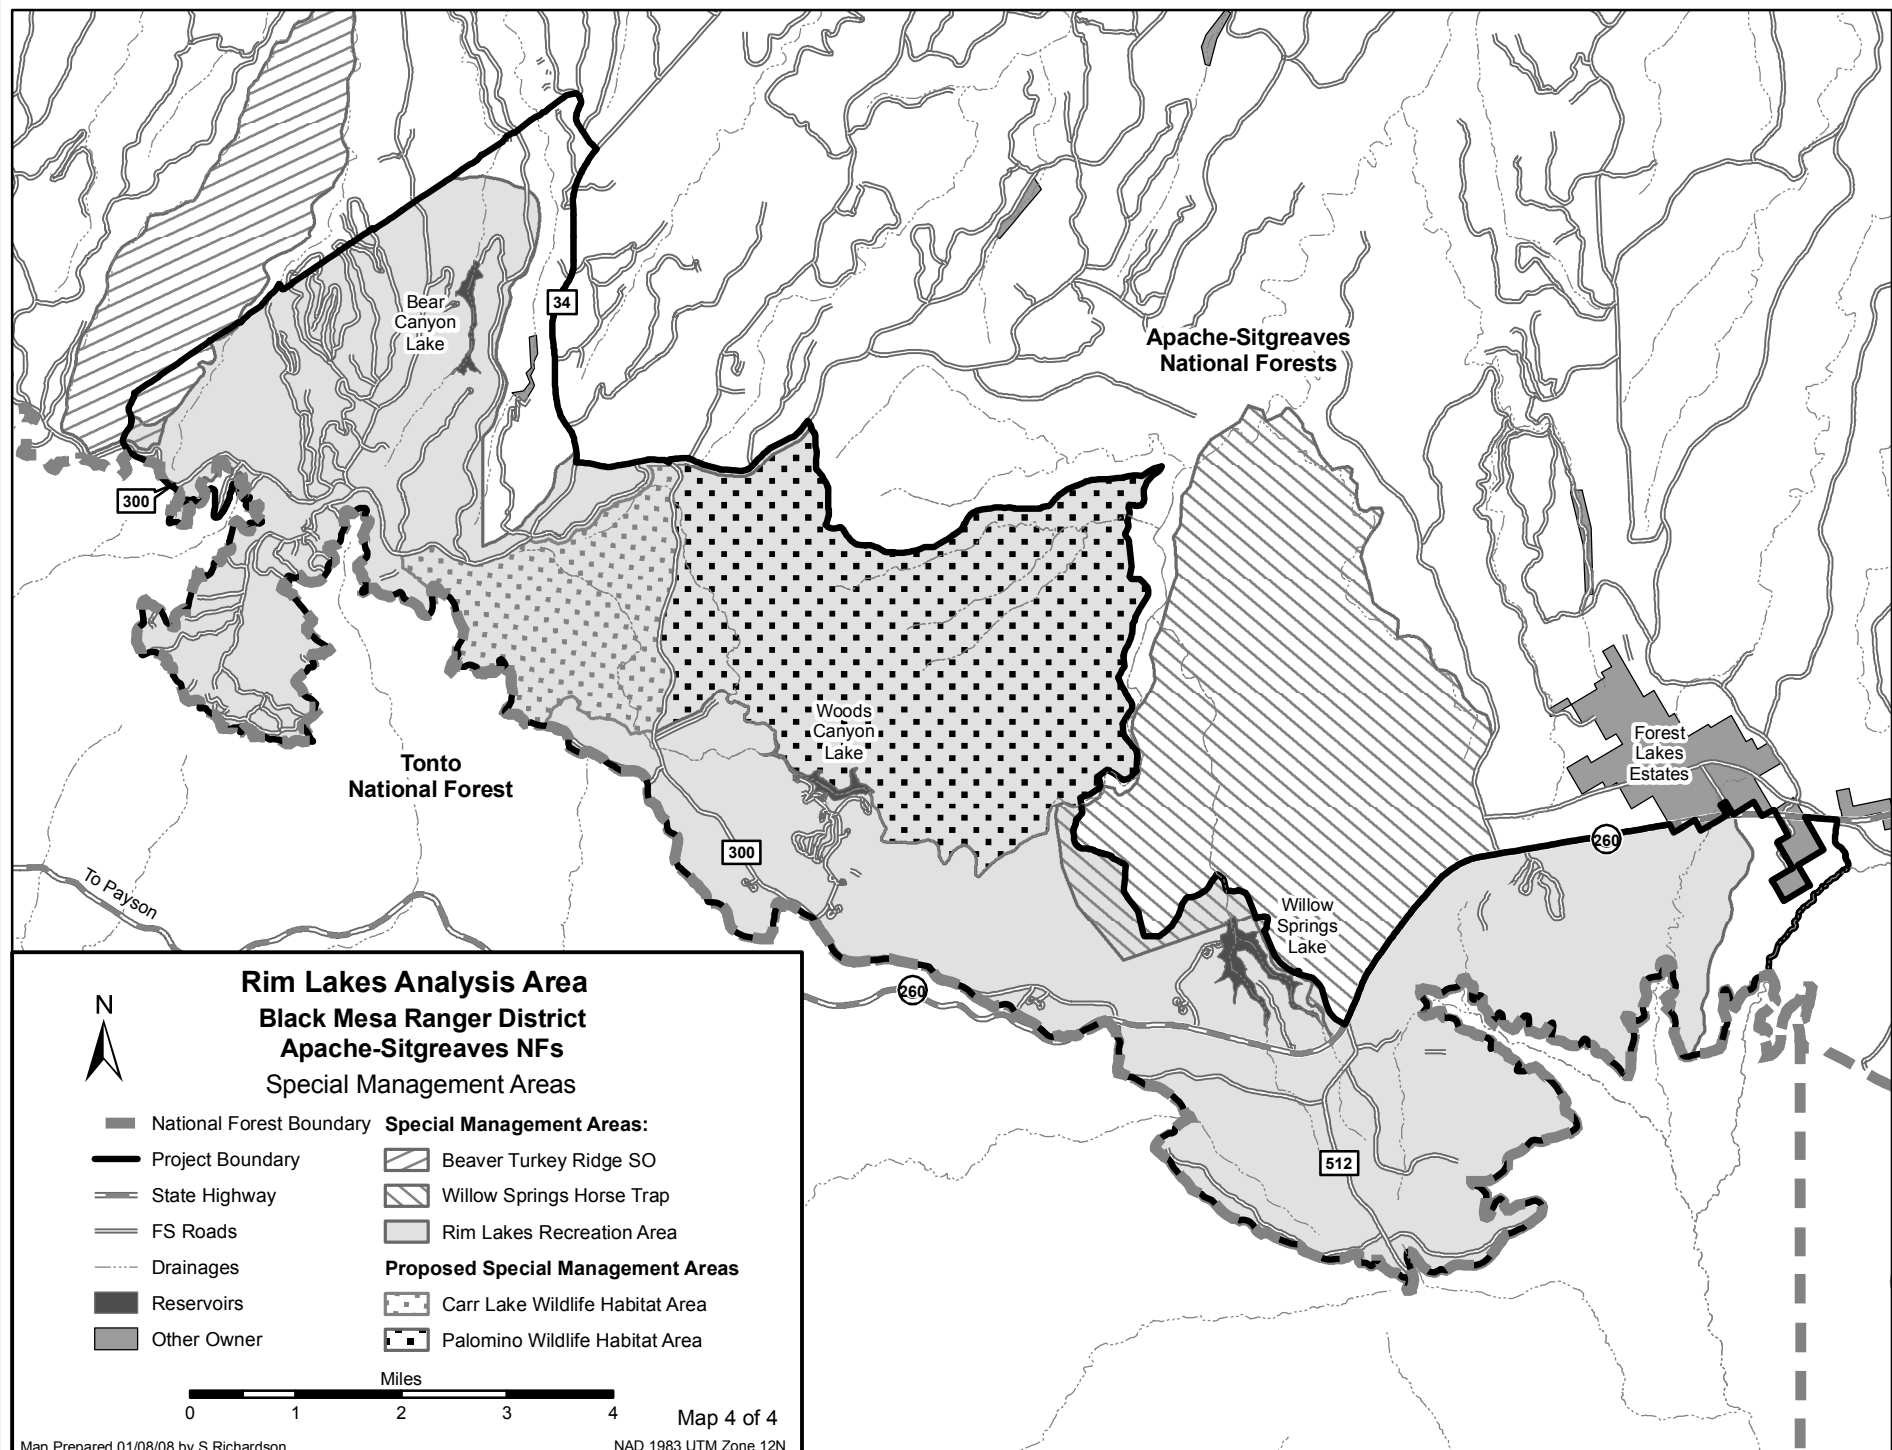 34
Bear
Canyon
Lake
Apache-Sitgreaves
National Forests
300
Woods
Canyon
Lake
Forest
Lakes
Estates
Tonto
National Forest
260
300
To Payson
Willow
Springs
Lake
260
512
Rim Lakes Analysis Area
Black Mesa Ranger District
Apache-Sitgreaves NFs
Special Management Areas
N
National Forest Boundary
Project Boundary
State Highway
FS Roads
Drainages
Reservoirs
Other Owner
Special Management Areas:
Beaver Turkey Ridge SO
Willow Springs Horse Trap
Rim Lakes Recreation Area
Proposed Special Management Areas
Carr Lake Wildlife Habitat Area
Palomino Wildlife Habitat Area
Miles
0 1 2 3 4
Map 4 of 4
Map Prepared 01/08/08 by S Richardson
NAD 1983 UTM Zone 12N